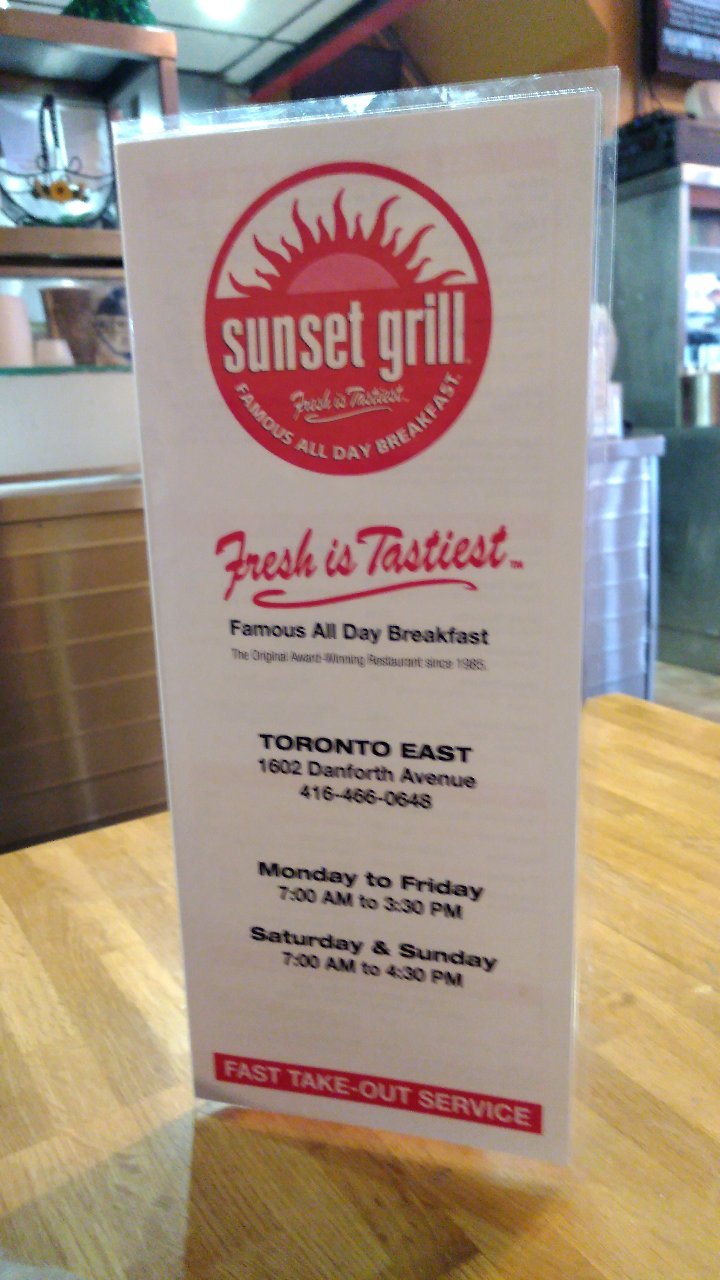 sunset grill
Fresh is Tastiest
FAMOUS ALL DAY BREAKFAST.
Fresh is Tastiest™
Famous All Day Breakfast
The Original Award-Winning Restaurant since 1985.
TORONTO EAST
1602 Danforth Avenue
416-466-0648
Monday to Friday
7:00 AM to 3:30 PM
Saturday & Sunday
7:00 AM to 4:30 PM
FAST TAKE-OUT SERVICE